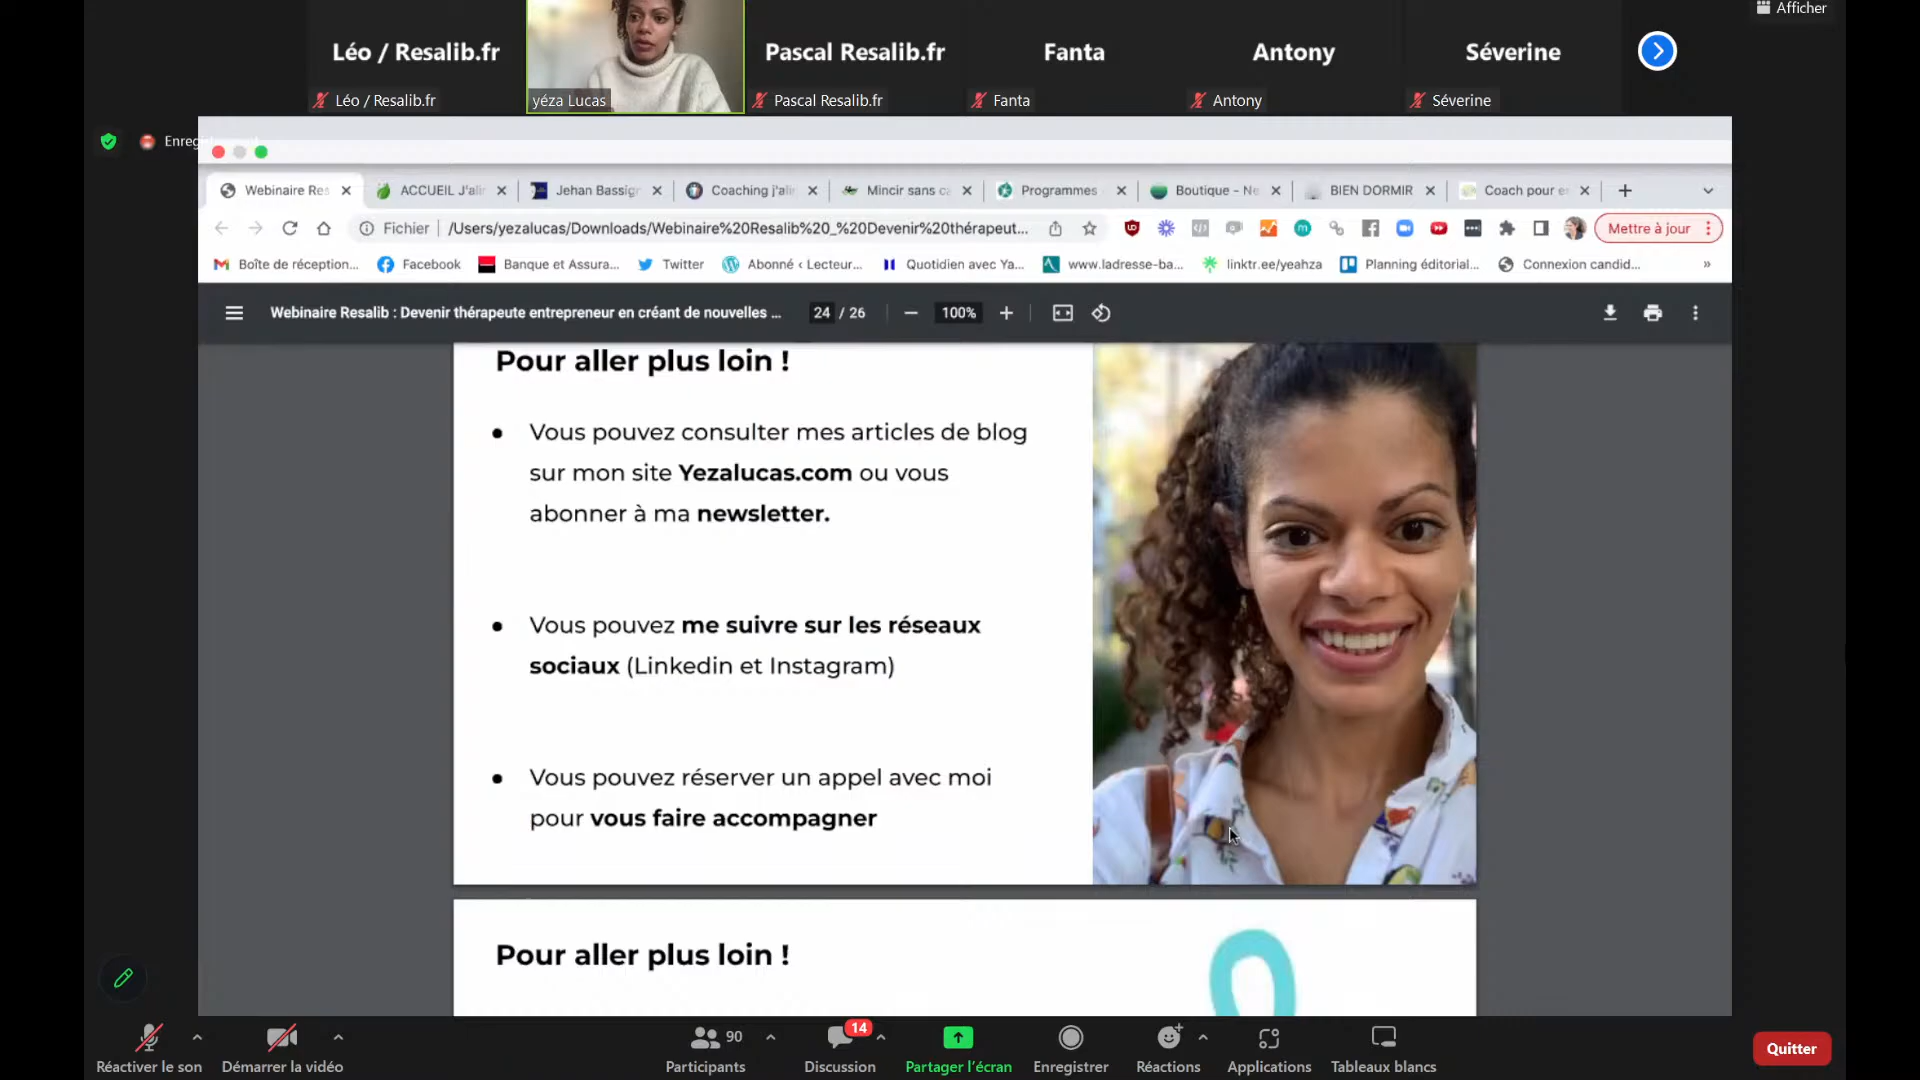 Afficher
Léo / Resalib.fr
Pascal Resalib.fr
Fanta
Antony
Séverine
Léo / Resalib.fr
yéza Lucas
Pascal Resalib.fr
Fanta
Antony
Séverine
Webinaire Res
ACCUEIL J'ali
Jehan Bassign
Coaching j'ali
Mincir sans ca
Programmes
Boutique - Ne
BIEN DORMIR
Coach pour e
Fichier
/Users/yezalucas/Downloads/Webinaire%20Resalib%20_%20Devenir%20thérapeut...
Mettre à jour
Boîte de réception...
Facebook
Banque et Assura...
Twitter
Abonné ‹ Lecteur...
Quotidien avec Ya...
www.ladresse-ba...
linktr.ee/yeahza
Planning éditorial...
Connexion candid...
»
Webinaire Resalib : Devenir thérapeute entrepreneur en créant de nouvelles ...
24 / 26
100%
Pour aller plus loin !
● Vous pouvez consulter mes articles de blog
sur mon site Yezalucas.com ou vous
abonner à ma newsletter.
● Vous pouvez me suivre sur les réseaux
sociaux (Linkedin et Instagram)
● Vous pouvez réserver un appel avec moi
pour vous faire accompagner
Pour aller plus loin !
Réactiver le son
Démarrer la vidéo
90
Participants
14
Discussion
Partager l'écran
Enregistrer
Réactions
Applications
Tableaux blancs
Quitter